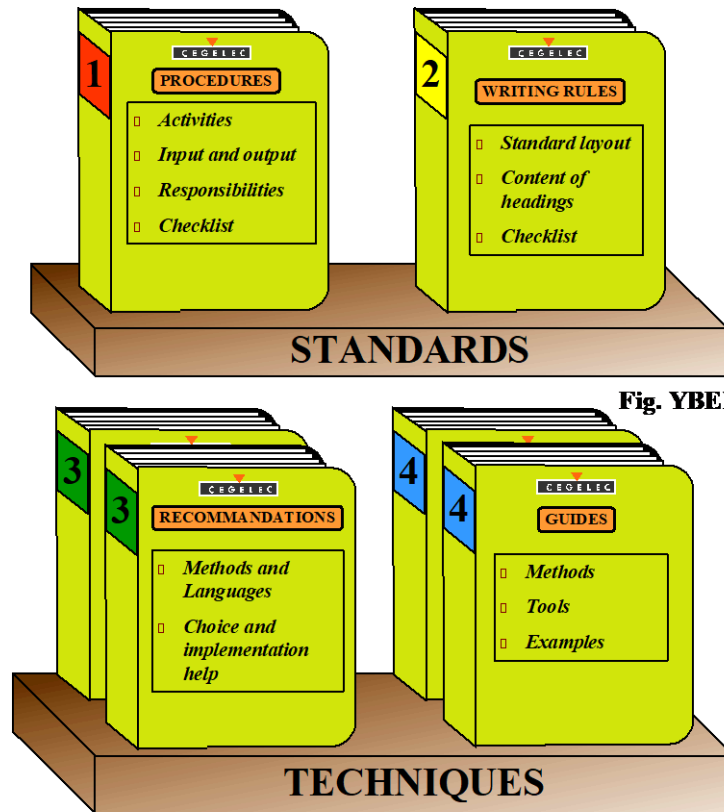 1
CEGELEC
PROCEDURES
Activities
Input and output
Responsibilities
Checklist
2
CEGELEC
WRITING RULES
Standard layout
Content of
headings
Checklist
STANDARDS
Fig.
3
3
CEGELEC
RECOMMANDATIONS
Methods and
Languages
Choice and
implementation
help
4
4
CEGELEC
GUIDES
Methods
Tools
Examples
TECHNIQUES